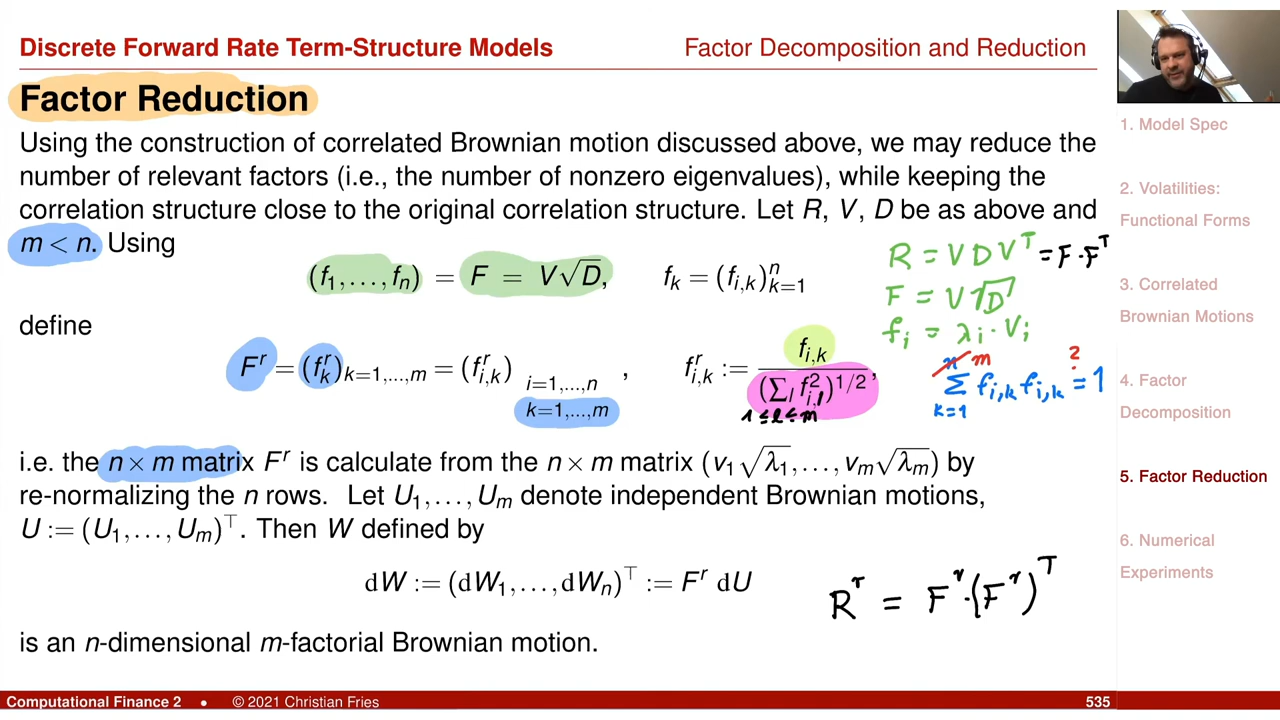 Discrete Forward Rate Term-Structure Models
Factor Decomposition and Reduction
Factor Reduction
Using the construction of correlated Brownian motion discussed above, we may reduce the
number of relevant factors (i.e., the number of nonzero eigenvalues), while keeping the
correlation structure close to the original correlation structure. Let R, V, D be as above and
m < n. Using
(f₁,…,fₙ) = F = V√D, fₖ = (fᵢ,ₖ)ⁿₖ₌₁
R = V D Vᵀ = F·Fᵀ
F = V√D
fᵢ = λᵢ · Vᵢ
define
Fʳ = (fʳₖ)ₖ₌₁,…,ₘ = (fʳᵢ,ₖ) i=1,…,n k=1,…,m , fʳᵢ,ₖ := fᵢ,ₖ / (∑ₗ f²ᵢ,ₗ)^1/2,
1 ≤ l ≤ m
n m ?
∑ fᵢ,ₖ fᵢ,ₖ = 1
k=1
i.e. the n × m matrix Fʳ is calculate from the n × m matrix (v₁√λ₁,…,vₘ√λₘ) by
re-normalizing the n rows. Let U₁,…,Uₘ denote independent Brownian motions,
U := (U₁,…,Uₘ)⊤. Then W defined by
dW := (dW₁,…,dWₙ)⊤ := Fʳ dU
Rʳ = Fʳ·(Fʳ)ᵀ
is an n-dimensional m-factorial Brownian motion.
1. Model Spec
2. Volatilities:
Functional Forms
3. Correlated
Brownian Motions
4. Factor
Decomposition
5. Factor Reduction
6. Numerical
Experiments
Computational Finance 2 • © 2021 Christian Fries
535